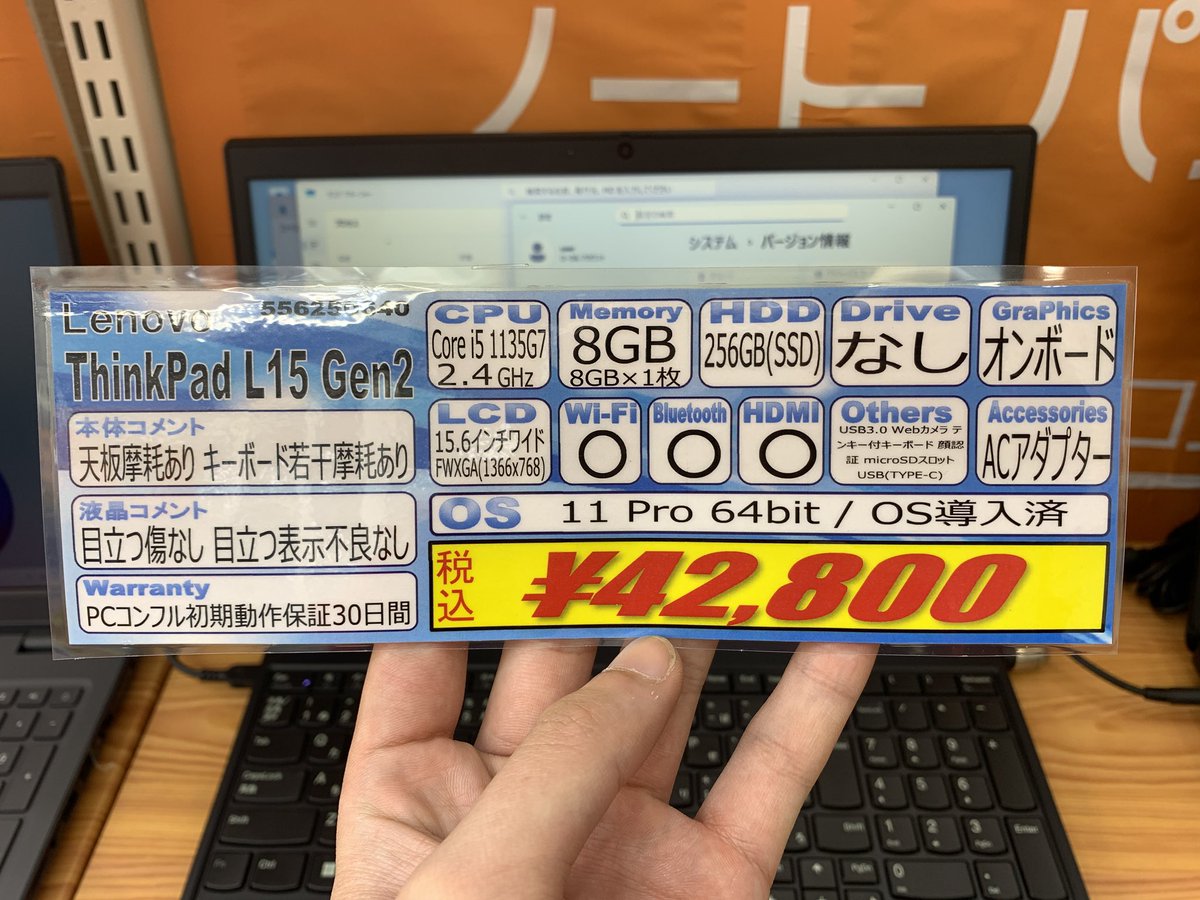 ノートパ
システム ・ バージョン情報
Lenovo
ThinkPad L15 Gen2
本体コメント
天板摩耗あり キーボード若干摩耗あり
液晶コメント
目立つ傷なし 目立つ表示不良なし
Warranty
PCコンフル初期動作保証30日間
CPU
Core i5 1135G7
2.4GHz
Memory
8GB
8GB×1枚
HDD
256GB(SSD)
Drive
なし
GraPhics
オンボード
LCD
15.6インチワイド
FWXGA(1366x768)
Wi-Fi
○
Bluetooth
○
HDMI
○
Others
USB3.0 Webカメラ テ
ンキー付キーボード 顔認
証 microSDスロット
USB(TYPE-C)
Accessories
ACアダプター
OS 11 Pro 64bit / OS導入済
税込 ¥42,800